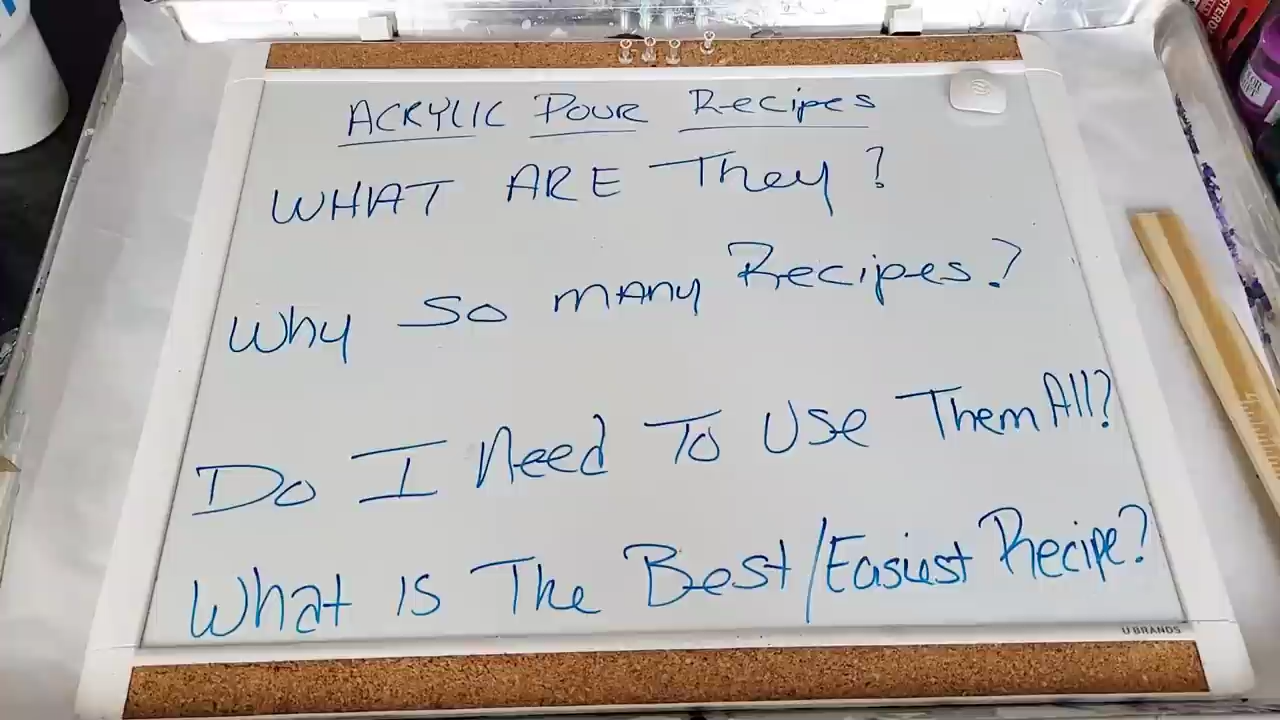 ACRYLIC POUR Recipes
WHAT ARE They?
Why So MANY Recipes?
Do I Need To Use Them All?
What Is The Best/Easiest Recipe?
U BRANDS